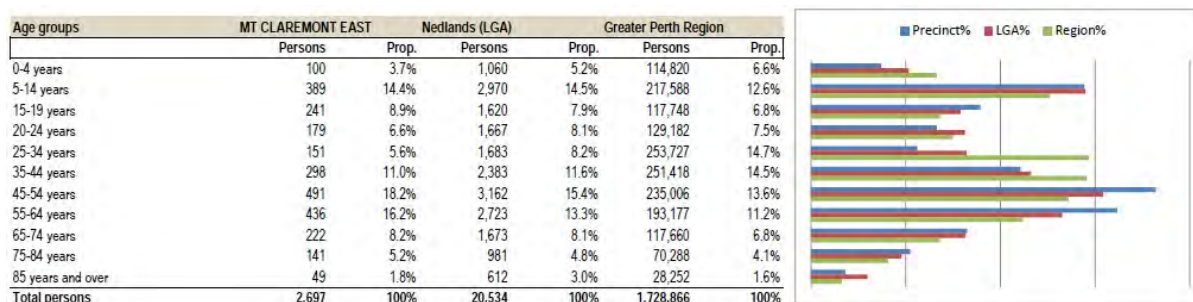 Age groups MT CLAREMONT EAST Nedlands (LGA) Greater Perth Region
Persons Prop. Persons Prop. Persons Prop.
0-4 years 100 3.7% 1,060 5.2% 114,820 6.6%
5-14 years 389 14.4% 2,970 14.5% 217,588 12.6%
15-19 years 241 8.9% 1,620 7.9% 117,748 6.8%
20-24 years 179 6.6% 1,667 8.1% 129,182 7.5%
25-34 years 151 5.6% 1,683 8.2% 253,727 14.7%
35-44 years 298 11.0% 2,383 11.6% 251,418 14.5%
45-54 years 491 18.2% 3,162 15.4% 235,006 13.6%
55-64 years 436 16.2% 2,723 13.3% 193,177 11.2%
65-74 years 222 8.2% 1,673 8.1% 117,660 6.8%
75-84 years 141 5.2% 981 4.8% 70,288 4.1%
85 years and over 49 1.8% 612 3.0% 28,252 1.6%
Total persons 2,697 100% 20,534 100% 1,728,866 100%
Precinct% LGA% Region%